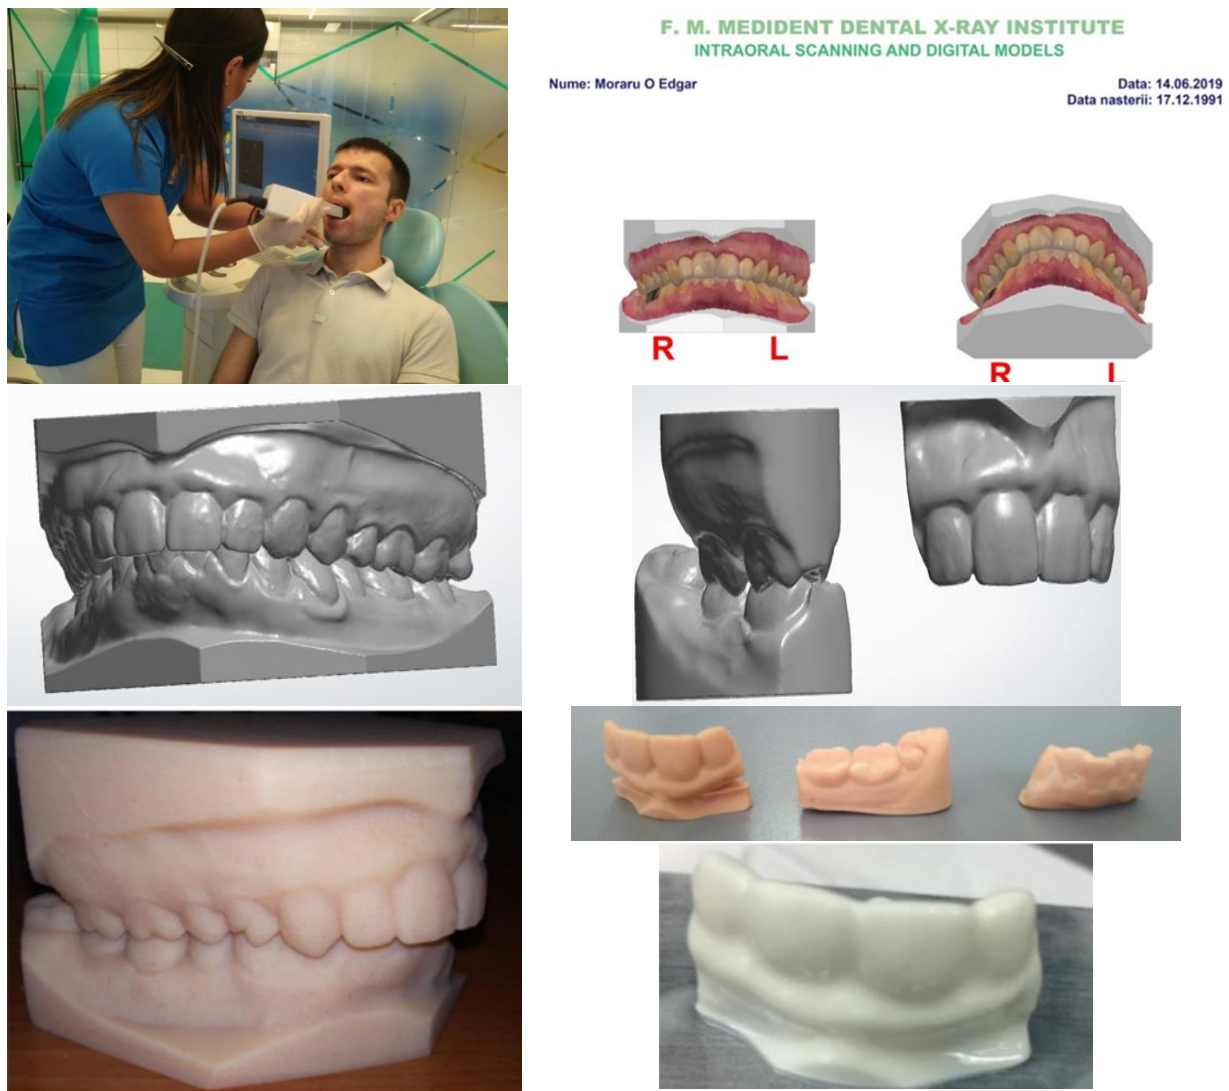 F. M. MEDIDENT DENTAL X-RAY INSTITUTE
INTRAORAL SCANNING AND DIGITAL MODELS
Nume: Moraru O Edgar
Data: 14.06.2019
Data nasterii: 17.12.1991
R L
R L